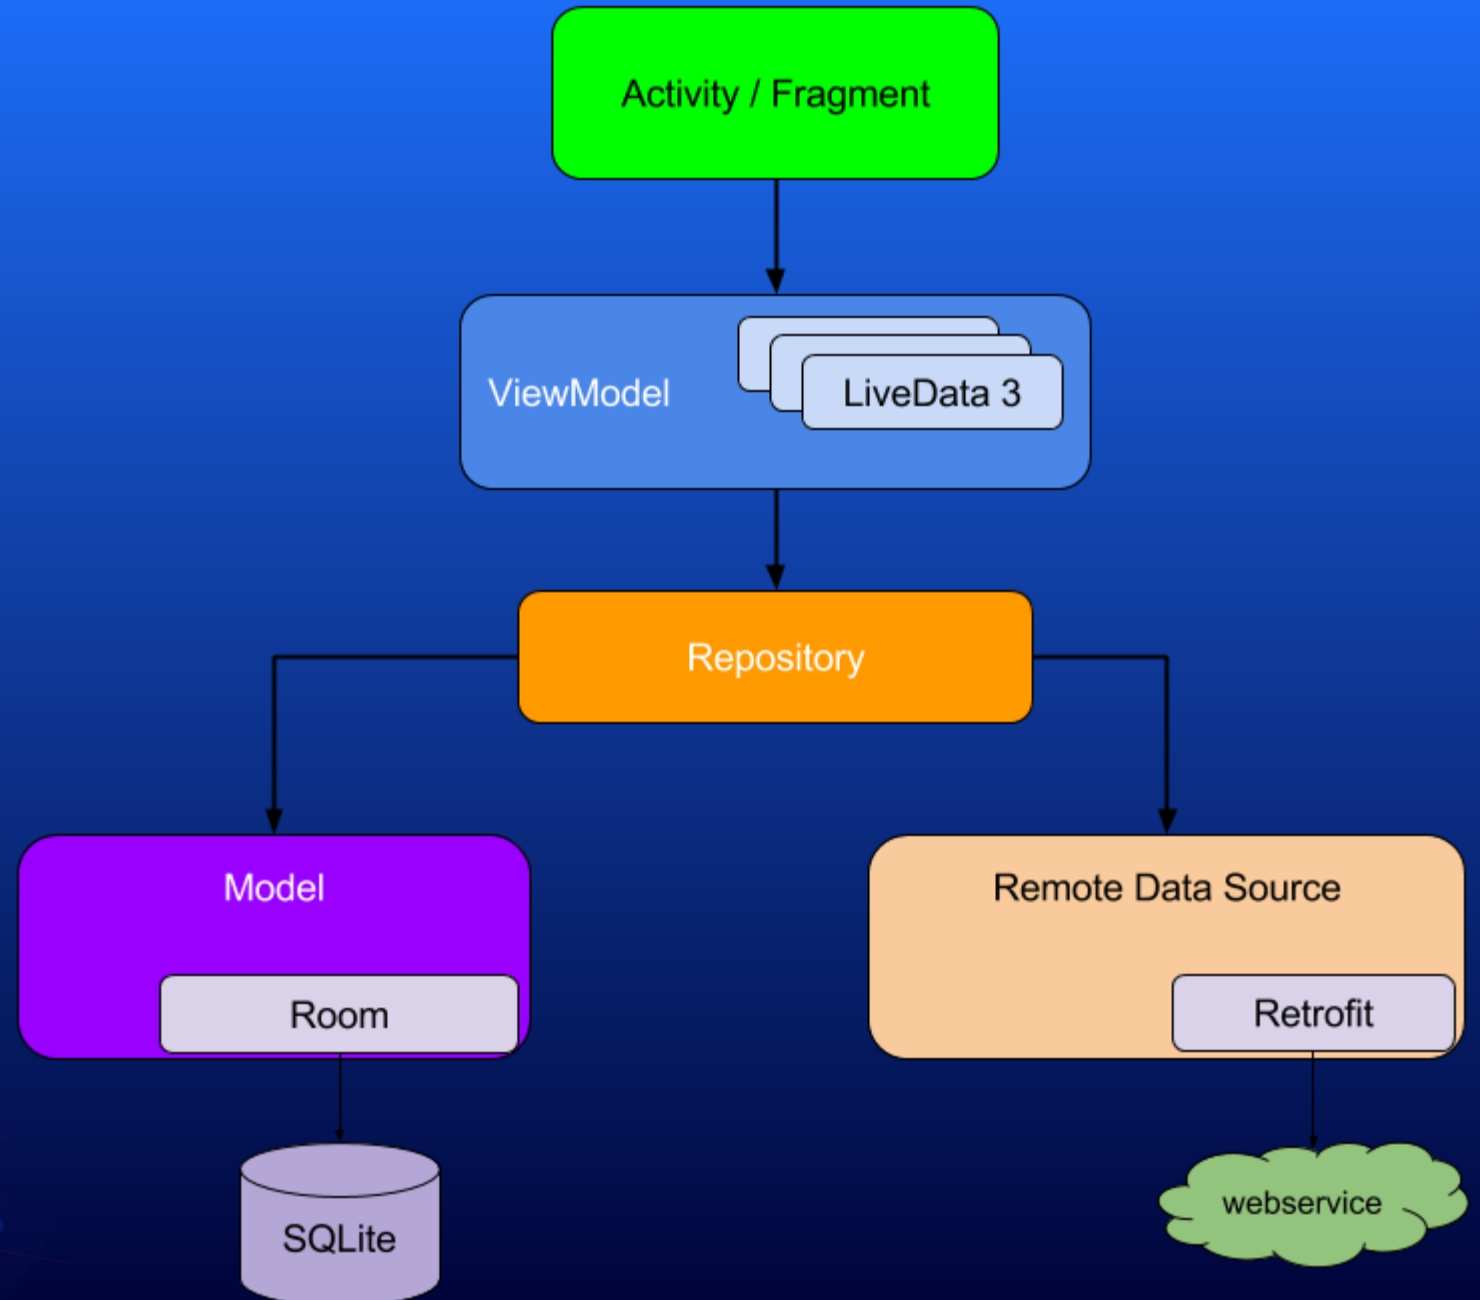 Activity / Fragment
ViewModel
LiveData 3
Repository
Model
Remote Data Source
Room
Retrofit
SQLite
webservice